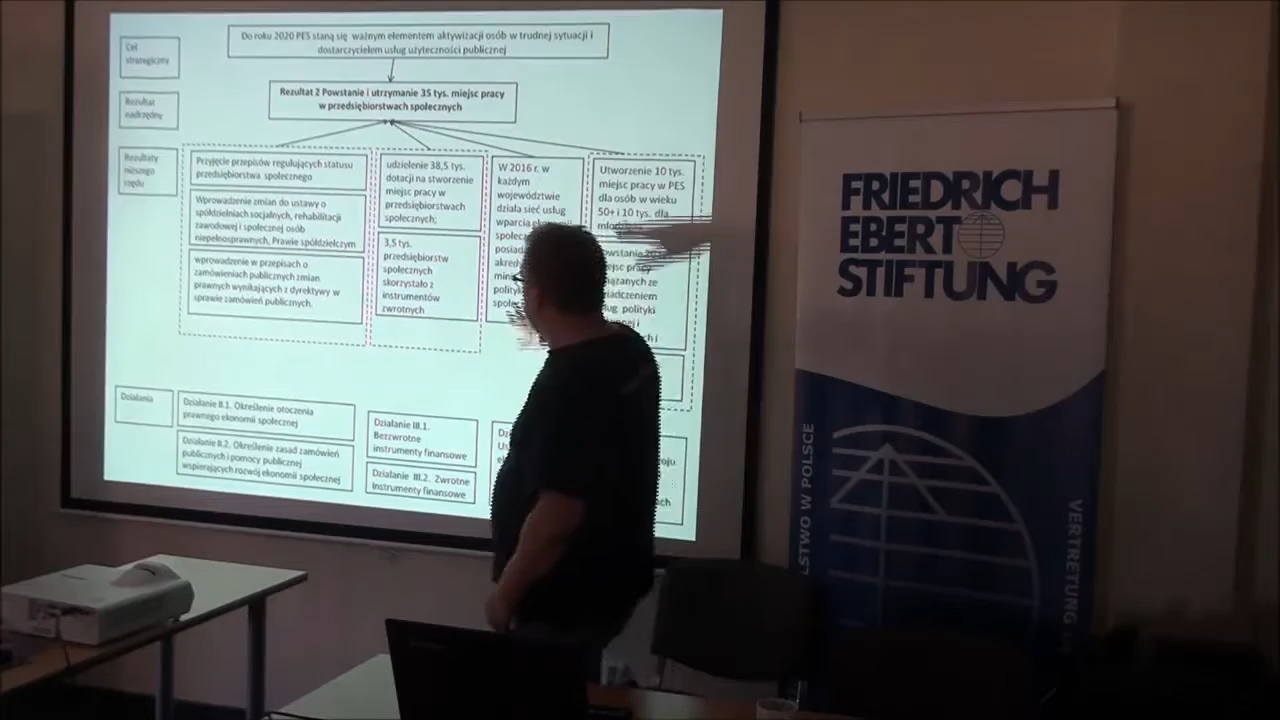 Do roku 2020 PES staną się ważnym elementem aktywizacji osób w trudnej sytuacji i
dostarczycielem usług użyteczności publicznej
Cel
strategiczny
Rezultat 2 Powstanie i utrzymanie 35 tys. miejsc pracy
w przedsiębiorstwach społecznych
Rezultat
nadrzędny
Rezultaty
niższego
rzędu
Przyjęcie przepisów regulujących statusu
przedsiębiorstwa społecznego
Wprowadzenie zmian do ustawy o
spółdzielniach socjalnych, rehabilitacji
zawodowej i społecznej osób
niepełnosprawnych, Prawie spółdzielczym
wprowadzenie w przepisach o
zamówieniach publicznych zmian
prawnych wynikających z dyrektywy w
sprawie zamówień publicznych.
udzielenie 38,5 tys.
dotacji na stworzenie
miejsc pracy w
przedsiębiorstwach
społecznych;
3,5 tys.
przedsiębiorstw
społecznych
skorzystało z
instrumentów
zwrotnych
W 2016 r. w
każdym
województwie
działa sieć usług
wparcia
Utworzenie 10 tys.
miejsc pracy w PES
dla osób w wieku
50+ i 10 tys. dla
Działania
Działanie II.1. Określenie otoczenia
prawnego ekonomii społecznej
Działanie II.2. Określenie zasad zamówień
publicznych i pomocy publicznej
wspierających rozwój ekonomii społecznej
Działanie III.1.
Bezzwrotne
instrumenty finansowe
Działanie III.2. Zwrotne
instrumenty finansowe
FRIEDRICH
EBERT
STIFTUNG
LSTWO W POLSCE
VERTRETUNG